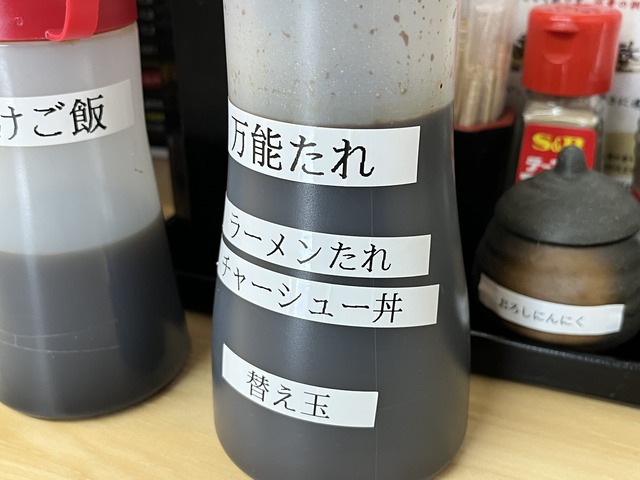 けご飯
万能たれ
ラーメンたれ
チャーシュー丼
替え玉
S&B
おろしにんにく